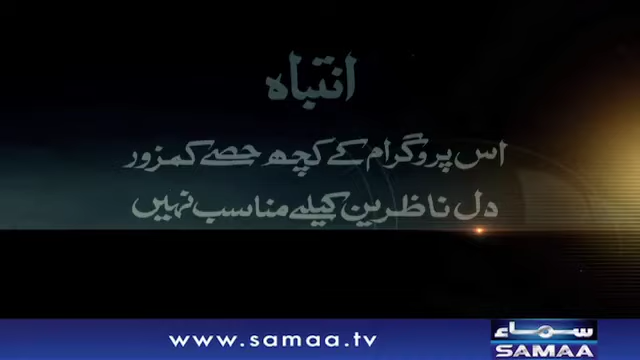 انتباہ
اس پروگرام کے کچھ حصے کمزور
دل ناظرین کیلئے مناسب نہیں
www.samaa.tv
سماء
SAMAA